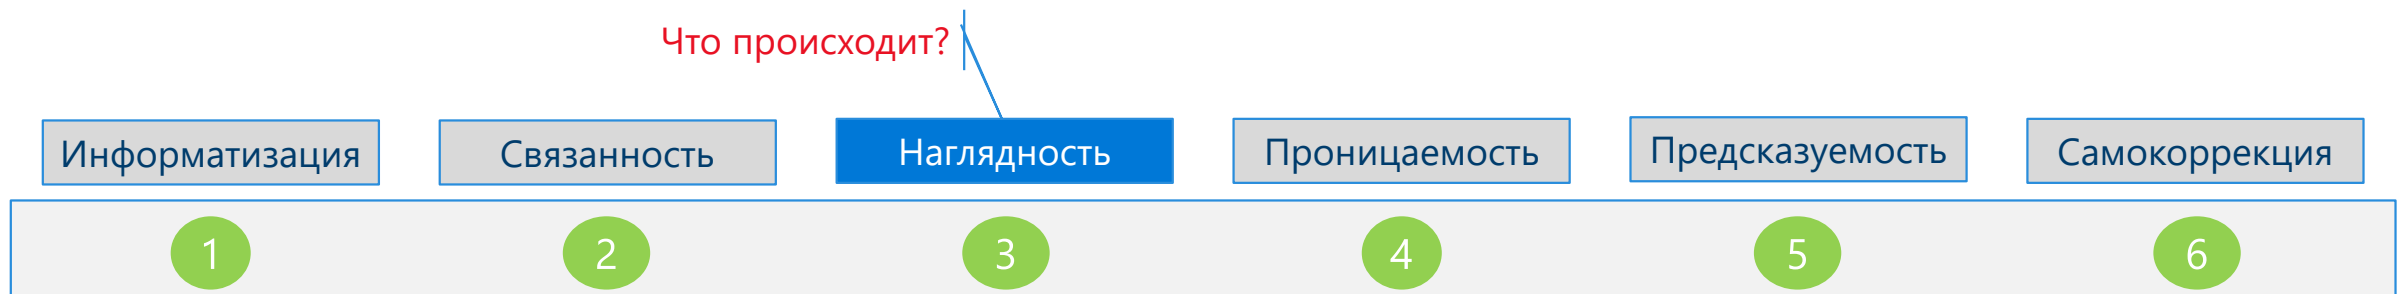 Что происходит?
Информатизация
Связанность
Наглядность
Проницаемость
Предсказуемость
Самокоррекция
1
2
3
4
5
6